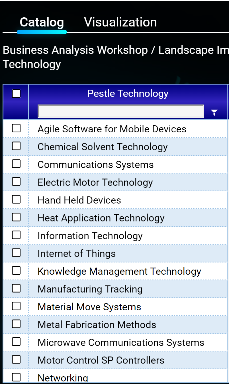 Catalog Visualization
Business Analysis Workshop / Landscape Im
Technology
Pestle Technology
Agile Software for Mobile Devices
Chemical Solvent Technology
Communications Systems
Electric Motor Technology
Hand Held Devices
Heat Application Technology
Information Technology
Internet of Things
Knowledge Management Technology
Manufacturing Tracking
Material Move Systems
Metal Fabrication Methods
Microwave Communications Systems
Motor Control SP Controllers
Networking